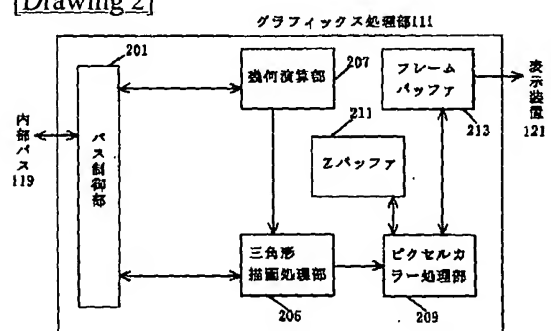 [Drawing 2]
グラフィックス処理部111
201
幾何演算部
207
フレーム
バッファ
213
表示装置
121
内部バス
119
バス制御部
211
Zバッファ
三角形
描画処理部
206
ピクセルカ
ラー処理部
209